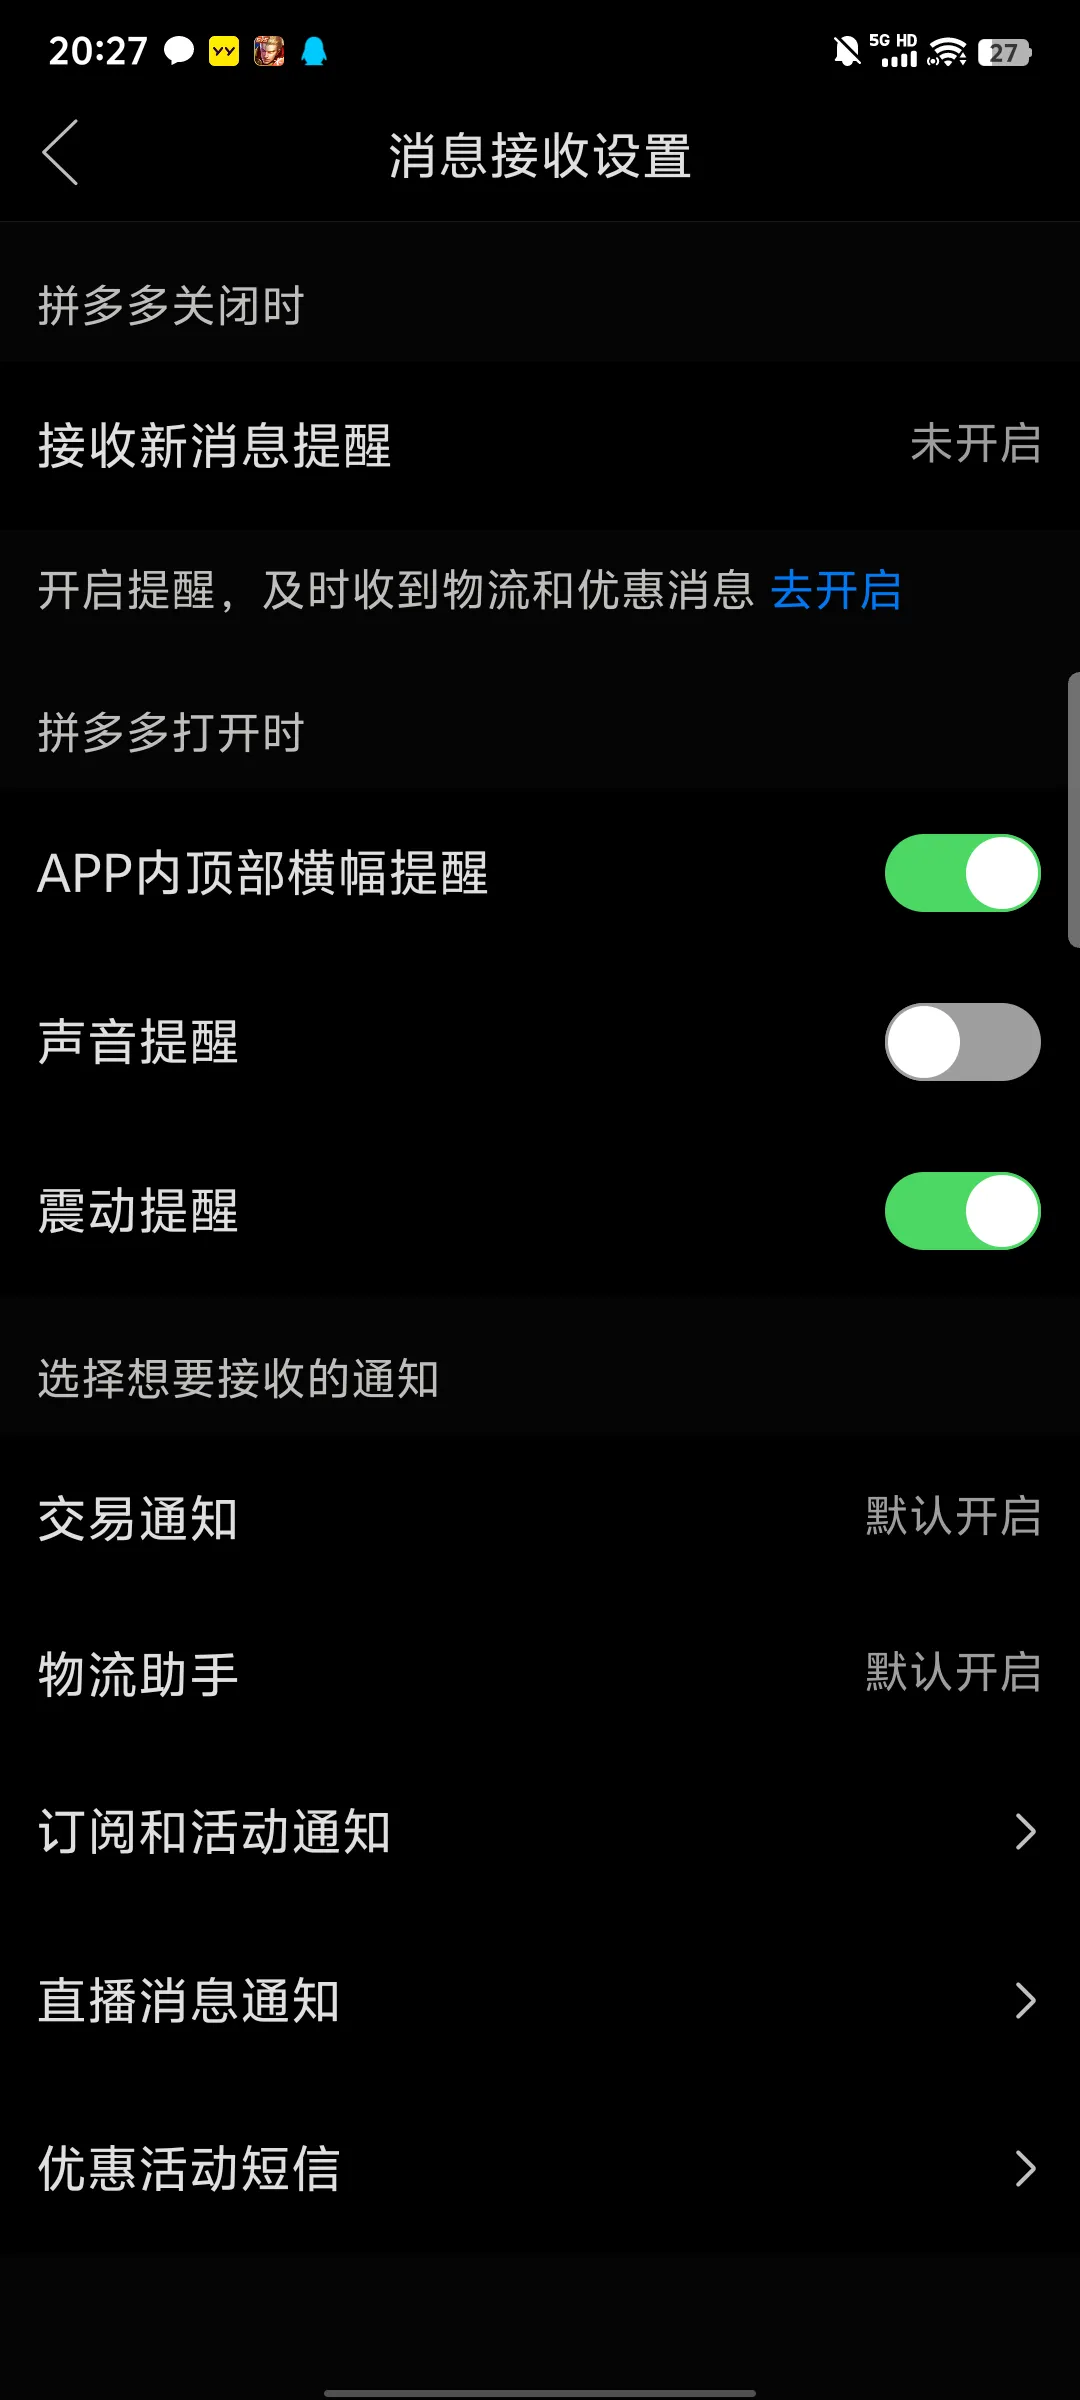 20:27
5G HD
27
消息接收设置
拼多多关闭时
接收新消息提醒 未开启
开启提醒，及时收到物流和优惠消息 去开启
拼多多打开时
APP内顶部横幅提醒
声音提醒
震动提醒
选择想要接收的通知
交易通知 默认开启
物流助手 默认开启
订阅和活动通知
直播消息通知
优惠活动短信